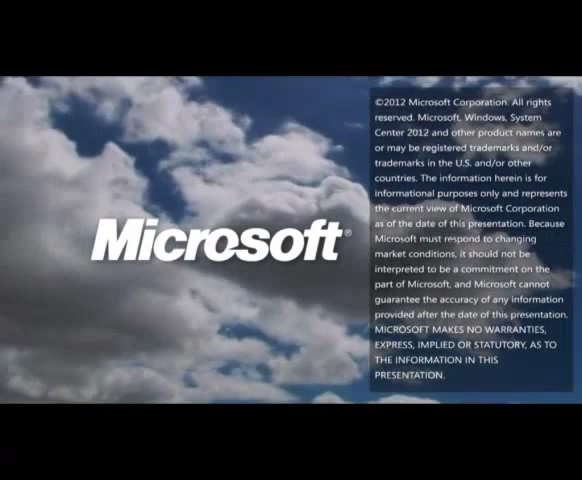 Microsoft®
©2012 Microsoft Corporation. All rights
reserved. Microsoft, Windows, System
Center 2012 and other product names are
or may be registered trademarks and/or
trademarks in the U.S. and/or other
countries. The information herein is for
informational purposes only and represents
the current view of Microsoft Corporation
as of the date of this presentation. Because
Microsoft must respond to changing
market conditions, it should not be
interpreted to be a commitment on the
part of Microsoft, and Microsoft cannot
guarantee the accuracy of any information
provided after the date of this presentation.
MICROSOFT MAKES NO WARRANTIES,
EXPRESS, IMPLIED OR STATUTORY, AS TO
THE INFORMATION IN THIS
PRESENTATION.